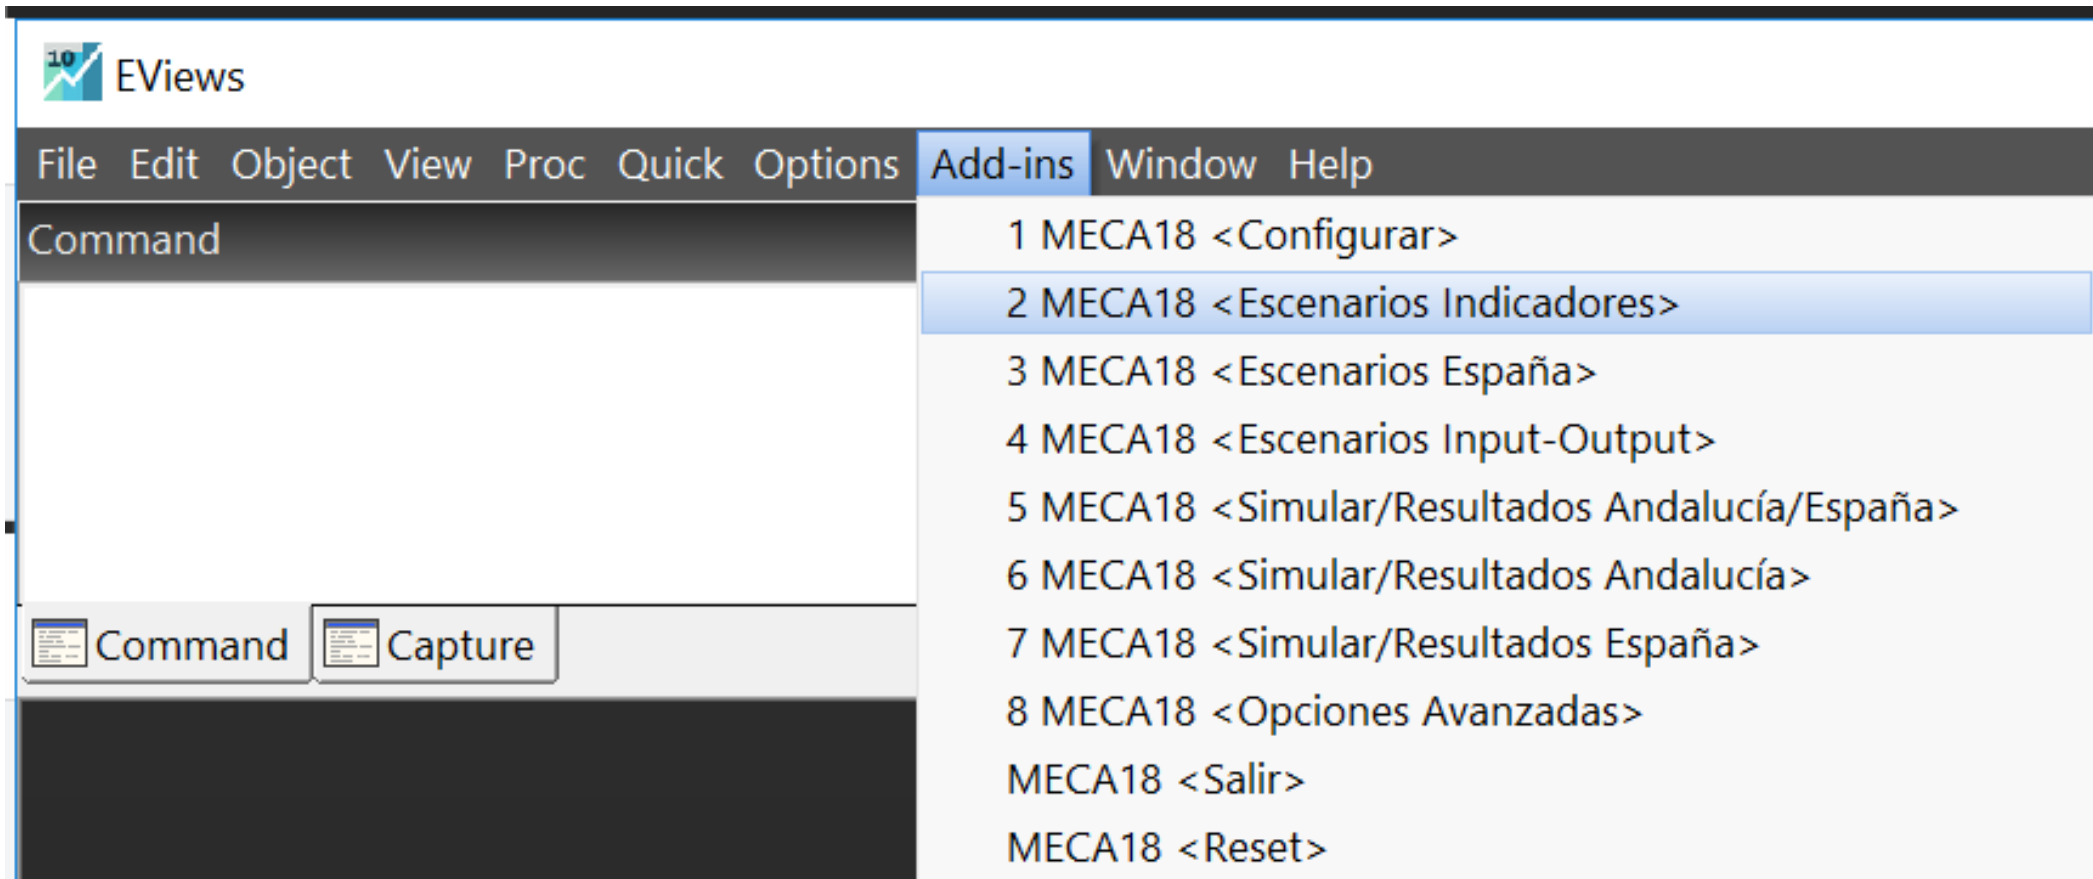 10
EViews
File Edit Object View Proc Quick Options Add-ins Window Help
Command
1 MECA18 <Configurar>
2 MECA18 <Escenarios Indicadores>
3 MECA18 <Escenarios España>
4 MECA18 <Escenarios Input-Output>
5 MECA18 <Simular/Resultados Andalucía/España>
6 MECA18 <Simular/Resultados Andalucía>
7 MECA18 <Simular/Resultados España>
8 MECA18 <Opciones Avanzadas>
MECA18 <Salir>
MECA18 <Reset>
Command Capture